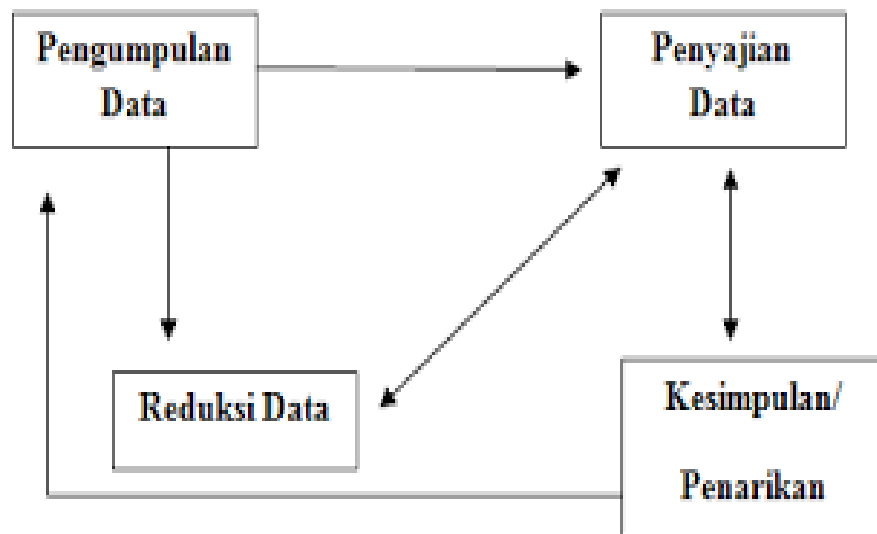 Pengumpulan
Data
Penyajian
Data
Reduksi Data
Kesimpulan/
Penarikan